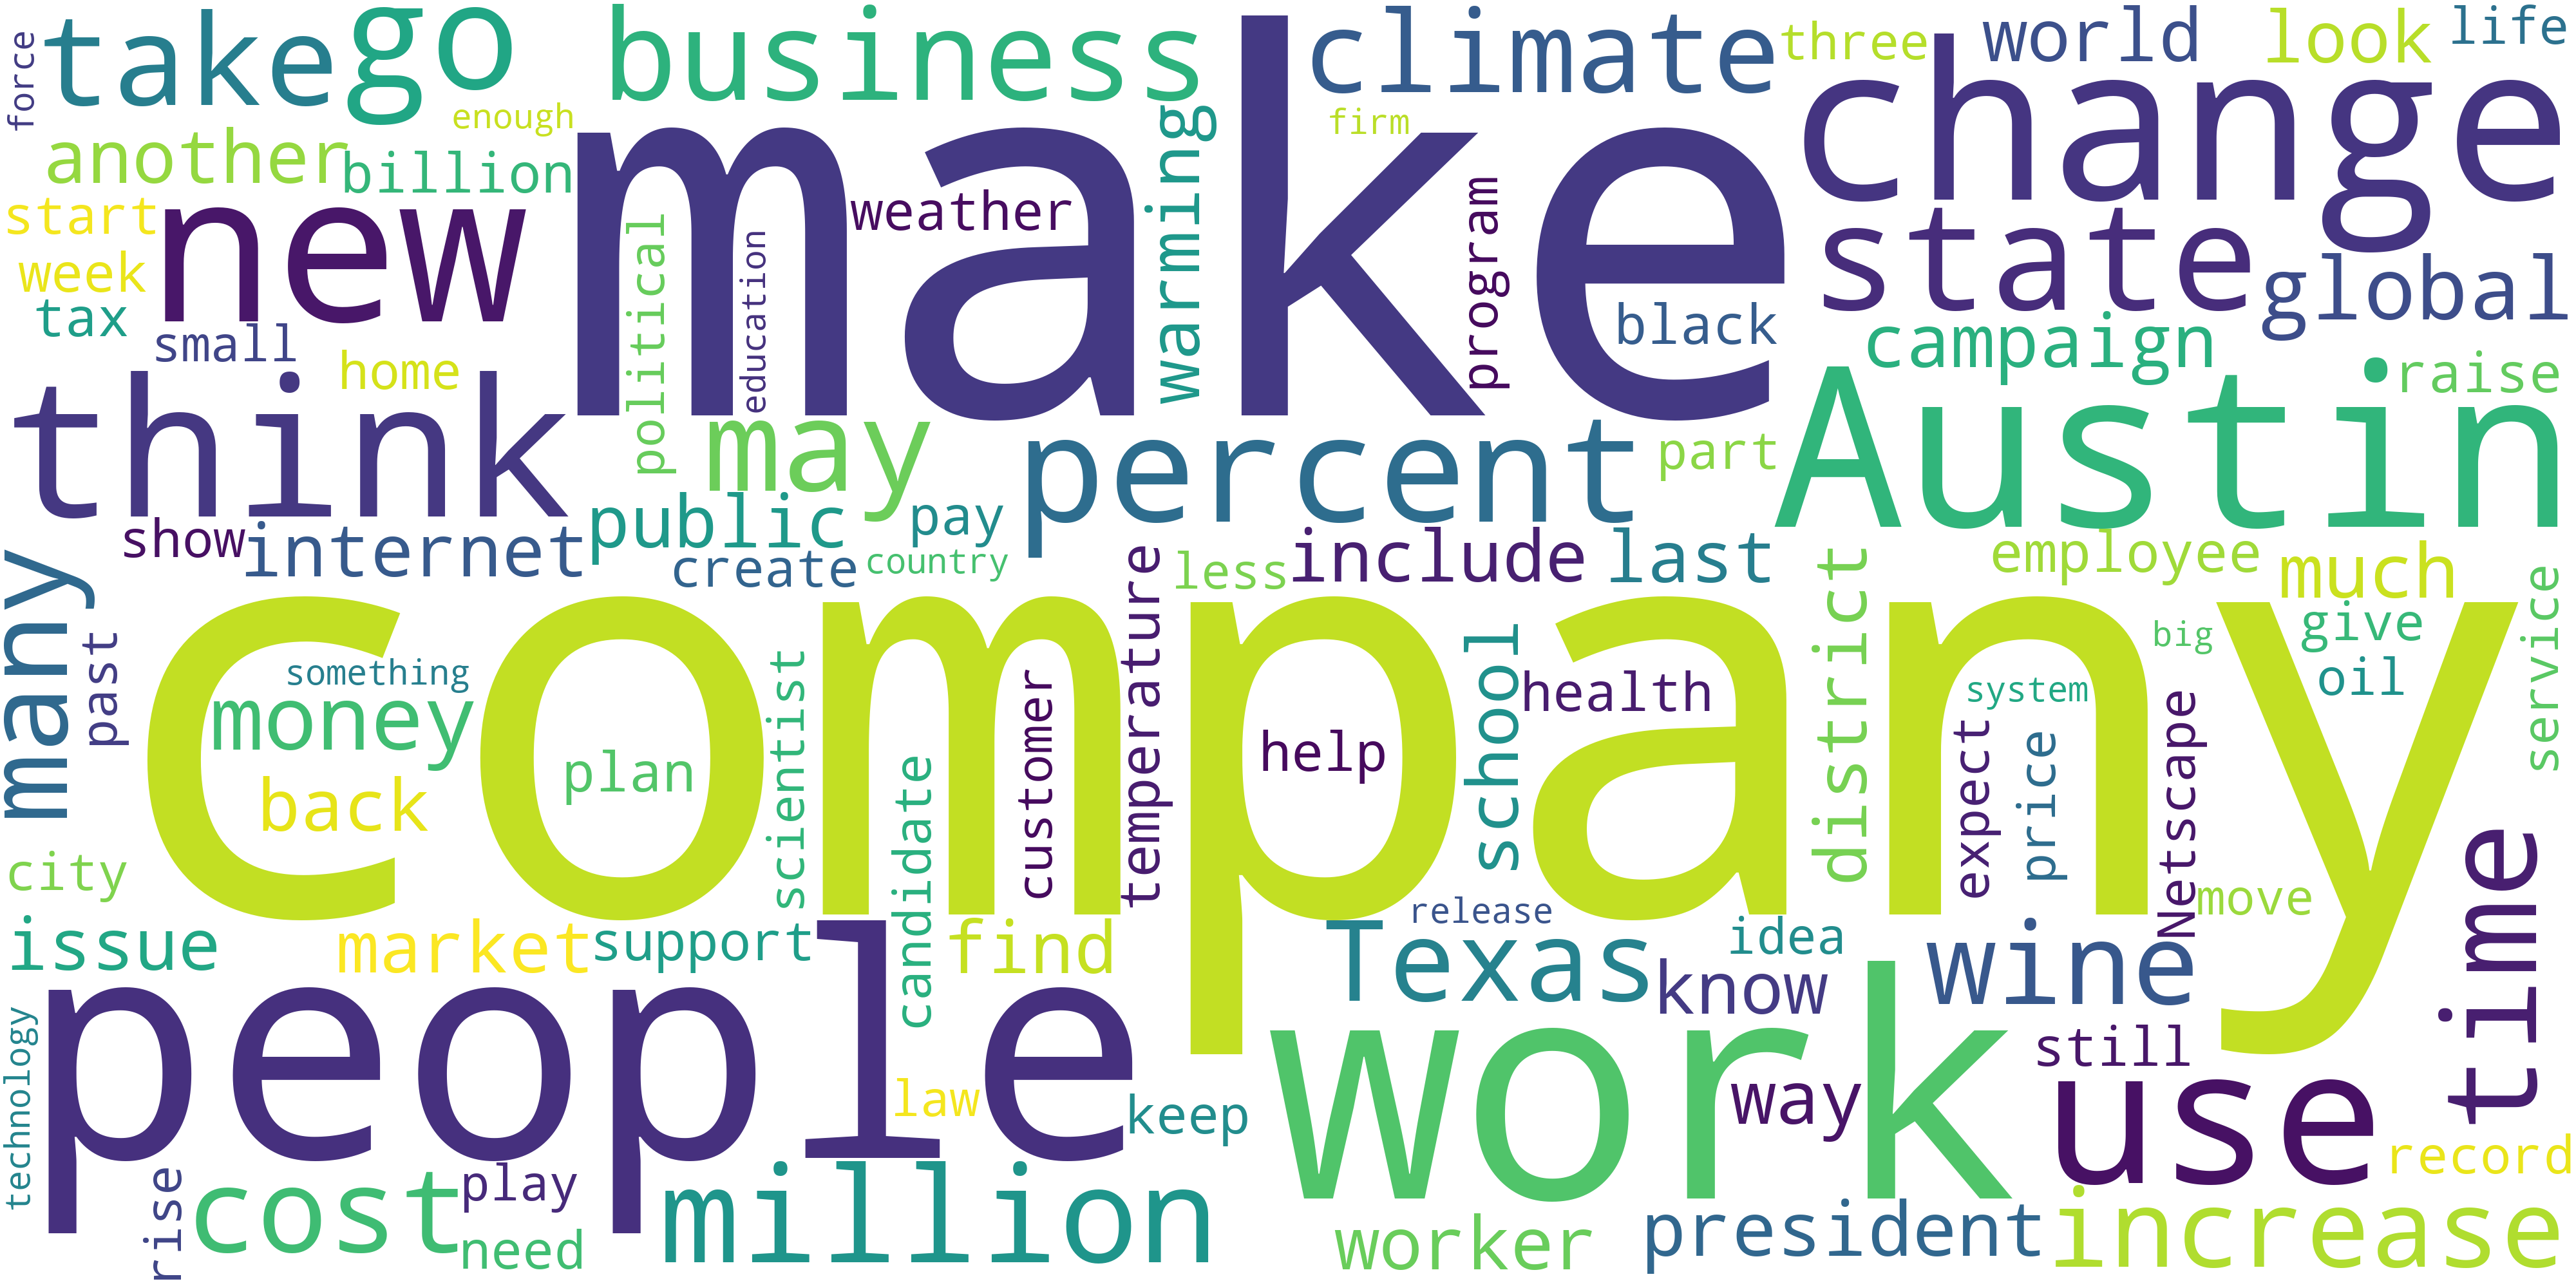 force
take
go
business
climate
three
world
look
life
enough
firm
make
change
another
billion
warming
start
new
weather
program
state
week
political
education
global
tax
black
campaign
small
home
raise
think
may
percent
part
Austin
show
internet
public
pay
create
country
less
include
last
employee
much
many
past
something
company
temperature
school
district
big
give
service
money
scientist
customer
health
system
oil
back
plan
candidate
help
expect
price
Netscape
time
city
release
move
issue
market
support
find
Texas
idea
know
wine
people
work
still
technology
law
keep
way
use
record
rise
cost
play
need
million
worker
president
increase